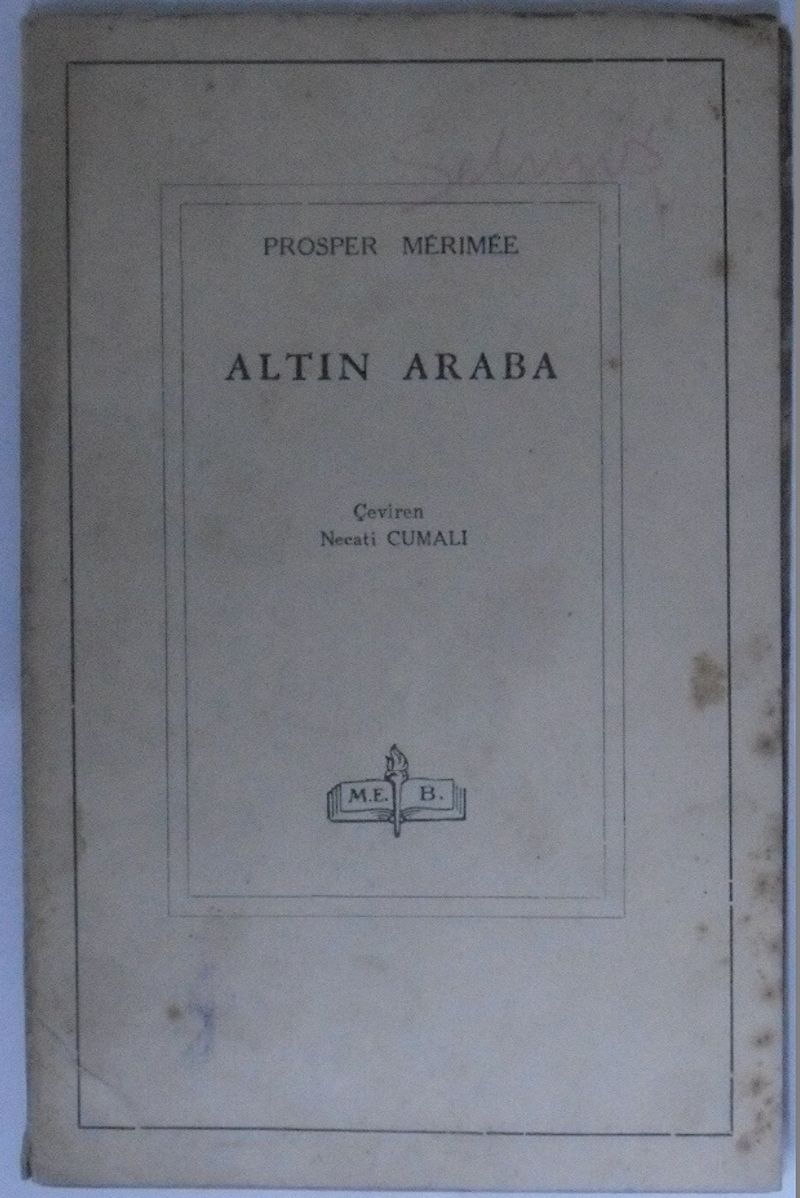 PROSPER MÉRIMÉE
ALTIN ARABA
Çeviren
Necati CUMALI
M.E. B.